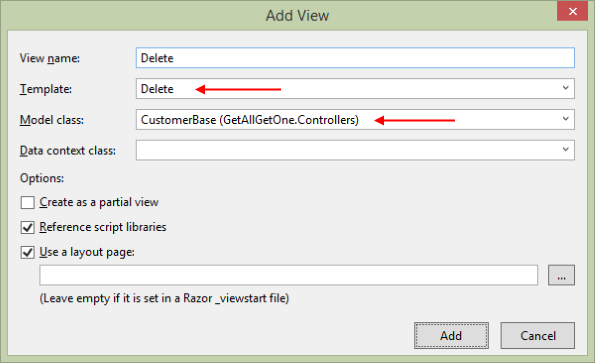 Add View
View name:
Delete
Template:
Delete
Model class:
CustomerBase (GetAllGetOne.Controllers)
Data context class:
Options:
Create as a partial view
Reference script libraries
Use a layout page:
...
(Leave empty if it is set in a Razor _viewstart file)
Add
Cancel